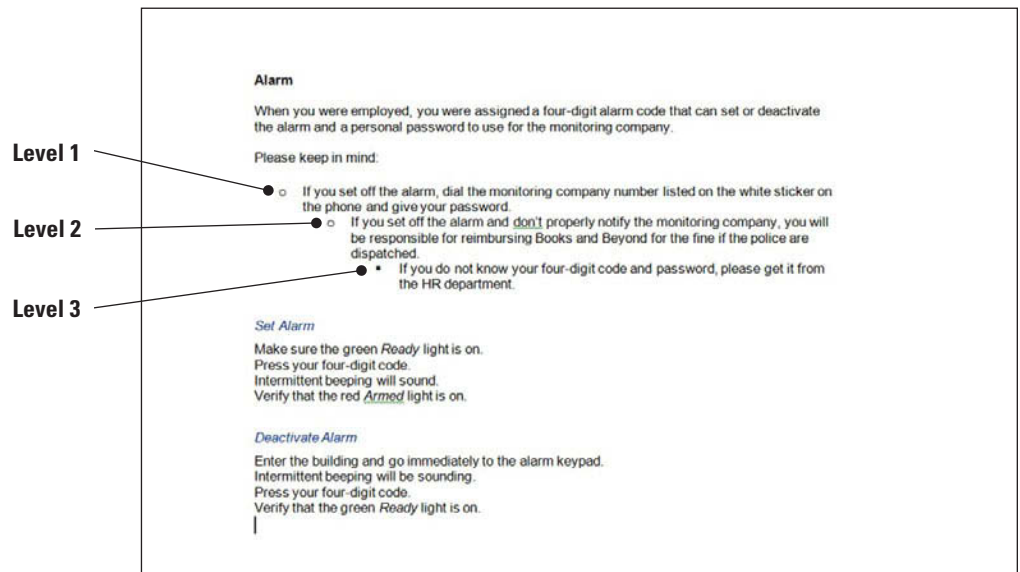 Alarm
When you were employed, you were assigned a four-digit alarm code that can set or deactivate
the alarm and a personal password to use for the monitoring company.
Please keep in mind:
Level 1
o If you set off the alarm, dial the monitoring company number listed on the white sticker on
the phone and give your password.
Level 2
o If you set off the alarm and don't properly notify the monitoring company, you will
be responsible for reimbursing Books and Beyond for the fine if the police are
dispatched.
Level 3
▪ If you do not know your four-digit code and password, please get it from
the HR department.
Set Alarm
Make sure the green Ready light is on.
Press your four-digit code.
Intermittent beeping will sound.
Verify that the red Armed light is on.
Deactivate Alarm
Enter the building and go immediately to the alarm keypad.
Intermittent beeping will be sounding.
Press your four-digit code.
Verify that the green Ready light is on.